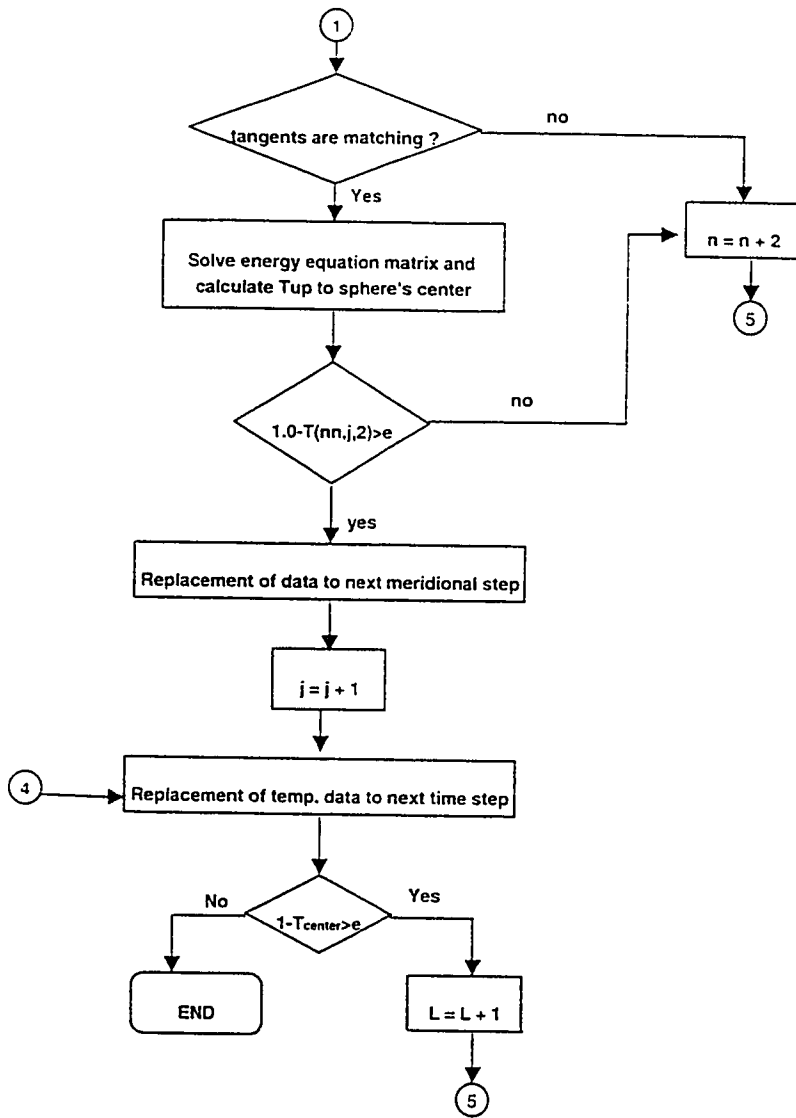 1
tangents are matching ?
no
Yes
n = n + 2
Solve energy equation matrix and
calculate Tup to sphere's center
5
1.0-T(nn,j,2)>e
no
yes
Replacement of data to next meridional step
j = j + 1
4
Replacement of temp. data to next time step
No
Yes
1-Tcenter>e
END
L = L + 1
5